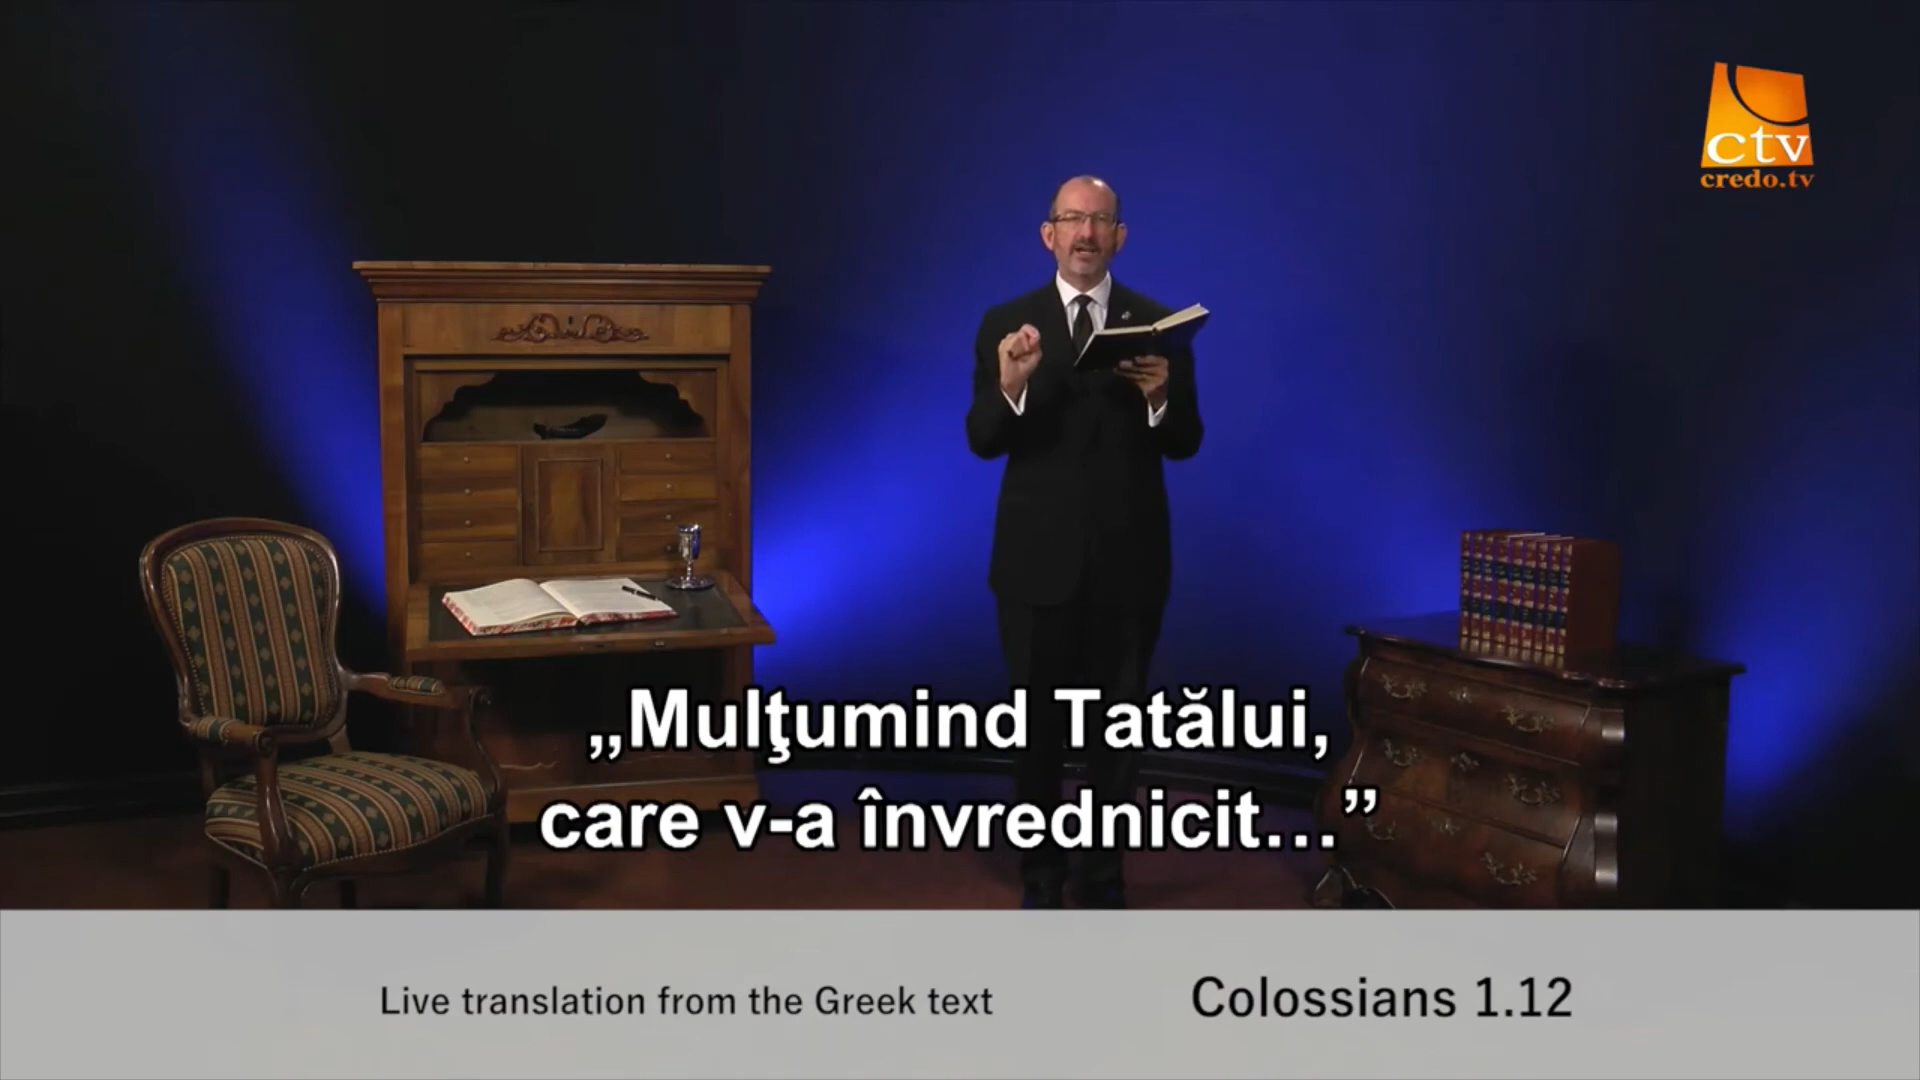 ctv
credo.tv
„Mulţumind Tatălui,
care v-a învrednicit…”
Live translation from the Greek text
Colossians 1.12